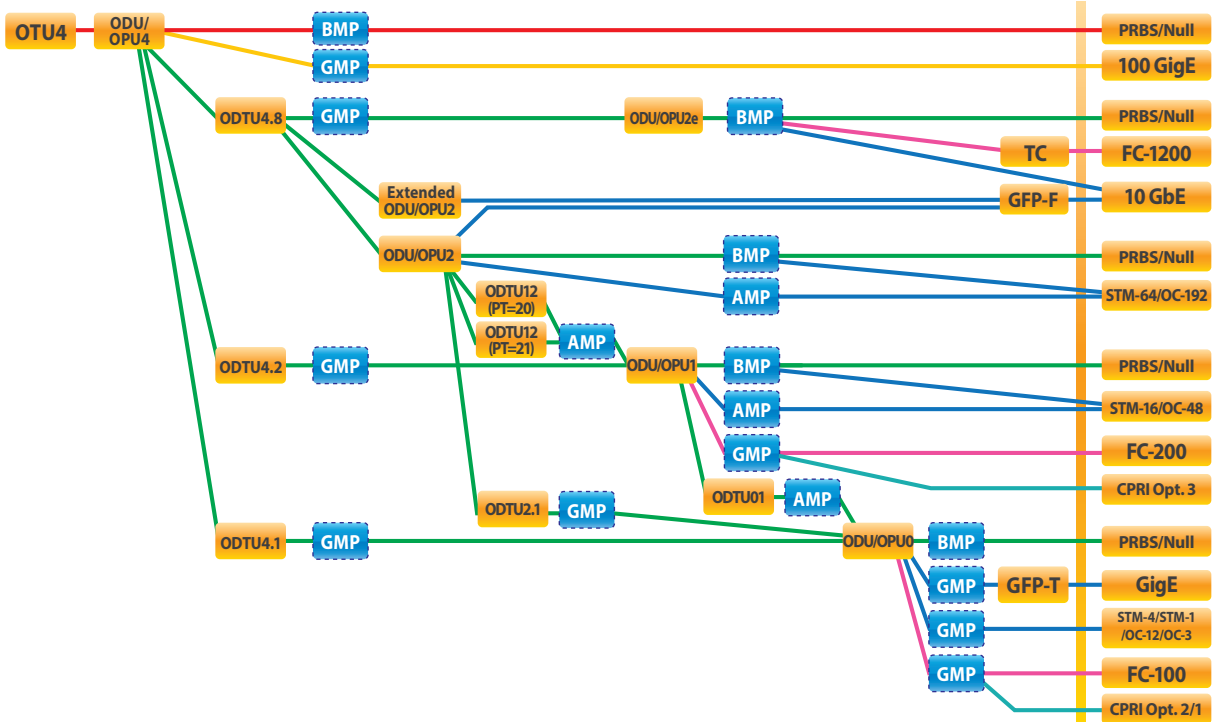 OTU4
ODU/
OPU4
BMP
PRBS/Null
GMP
100 GigE
ODTU4.8
GMP
ODU/OPU2e
BMP
PRBS/Null
TC
FC-1200
Extended
ODU/OPU2
GFP-F
10 GbE
ODU/OPU2
BMP
PRBS/Null
ODTU12
(PT=20)
AMP
STM-64/OC-192
ODTU12
(PT=21)
AMP
ODTU4.2
GMP
ODU/OPU1
BMP
PRBS/Null
AMP
STM-16/OC-48
GMP
FC-200
CPRI Opt. 3
ODTU01
AMP
ODTU2.1
GMP
ODTU4.1
GMP
ODU/OPU0
BMP
PRBS/Null
GMP
GFP-T
GigE
GMP
STM-4/STM-1
/OC-12/OC-3
GMP
FC-100
CPRI Opt. 2/1